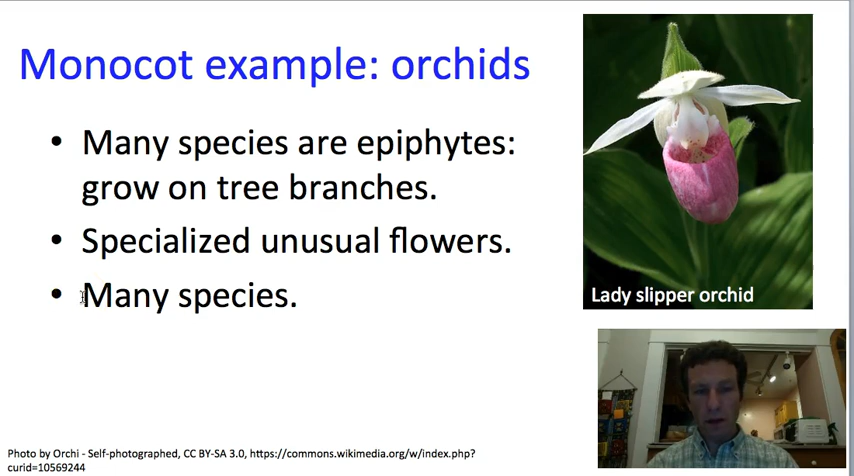 Monocot example: orchids
• Many species are epiphytes:
grow on tree branches.
• Specialized unusual flowers.
• Many species.
Lady slipper orchid
Photo by Orchi - Self-photographed, CC BY-SA 3.0, https://commons.wikimedia.org/w/index.php?
curid=10569244